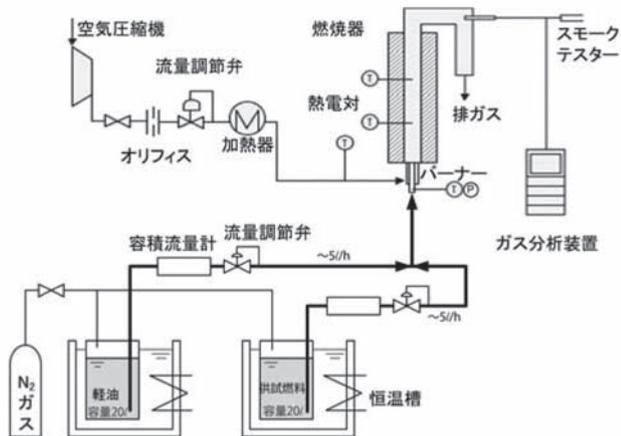 空気圧縮機
流量調節弁
オリフィス
加熱器
T
燃焼器
T
熱電対
T
バーナー
T P
排ガス
スモーク
テスター
ガス分析装置
容積流量計
流量調節弁
～5l/h
～5l/h
N2
ガス
軽油
容量20l
供試燃料
容量20l
恒温槽